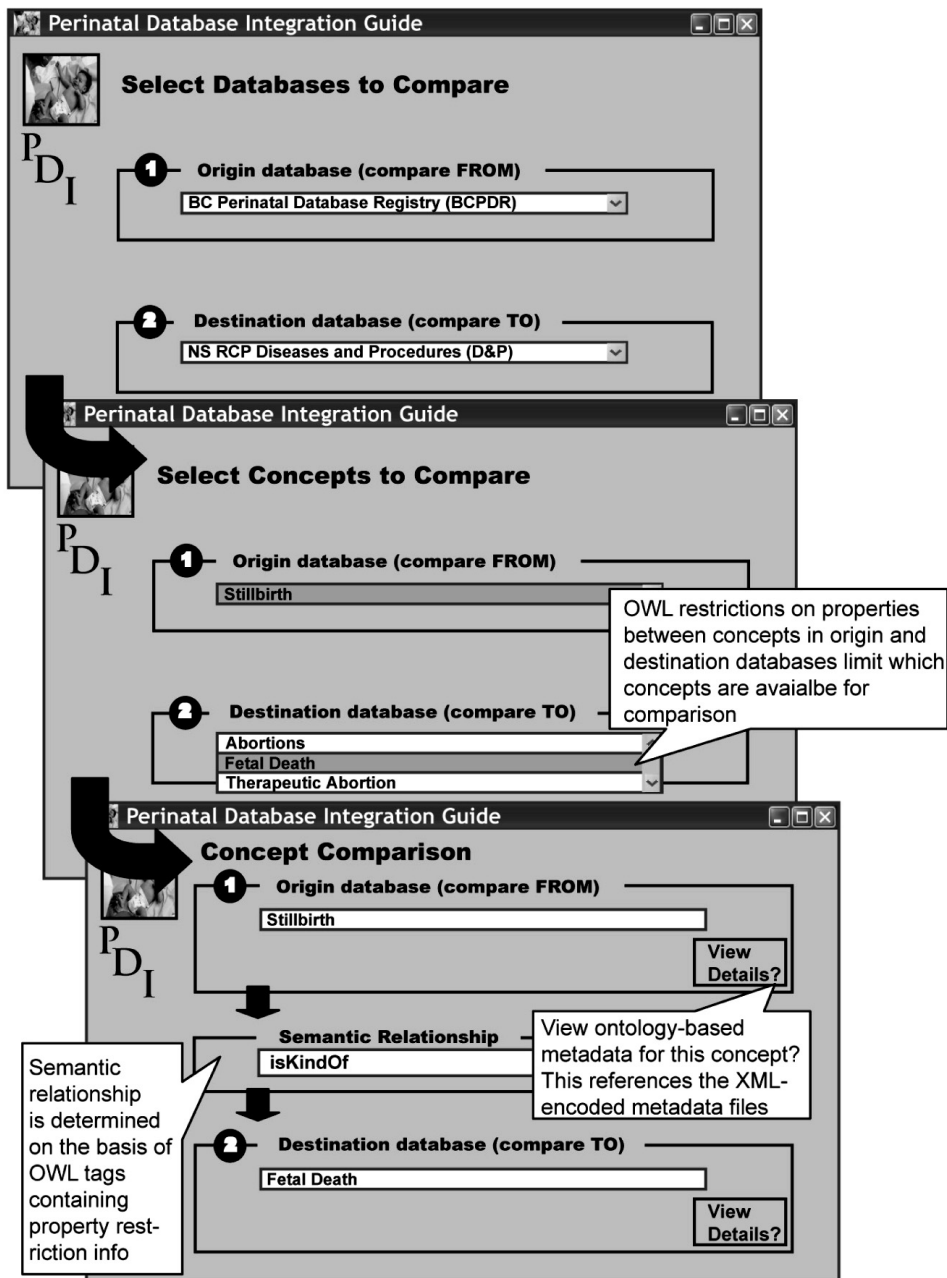 Perinatal Database Integration Guide
Select Databases to Compare
PDI
1 Origin database (compare FROM)
BC Perinatal Database Registry (BCPDR)
2 Destination database (compare TO)
NS RCP Diseases and Procedures (D&P)
Perinatal Database Integration Guide
Select Concepts to Compare
PDI
1 Origin database (compare FROM)
Stillbirth
OWL restrictions on properties
between concepts in origin and
destination databases limit which
concepts are avaialbe for
comparison
2 Destination database (compare TO)
Abortions
Fetal Death
Therapeutic Abortion
Perinatal Database Integration Guide
Concept Comparison
PDI
1 Origin database (compare FROM)
Stillbirth
View
Details?
View ontology-based
metadata for this concept?
This references the XML-
encoded metadata files
Semantic Relationship
isKindOf
Semantic
relationship
is determined
on the basis of
OWL tags
containing
property rest-
riction info
2 Destination database (compare TO)
Fetal Death
View
Details?